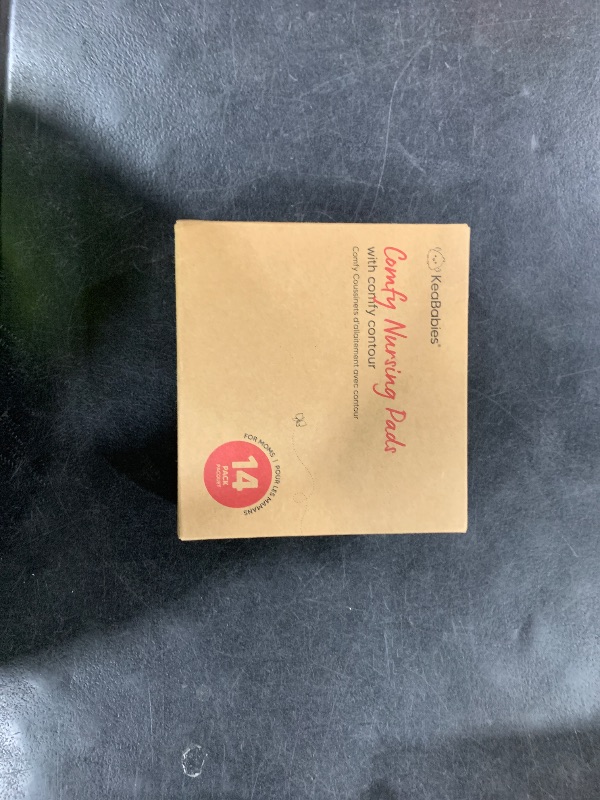 KeaBabies®
Comfy Nursing Pads
with comfy contour
Comfy Coussinets d'allaitement avec contour
FOR MOMS | POUR LES MAMANS
14
PACK
PAQUET